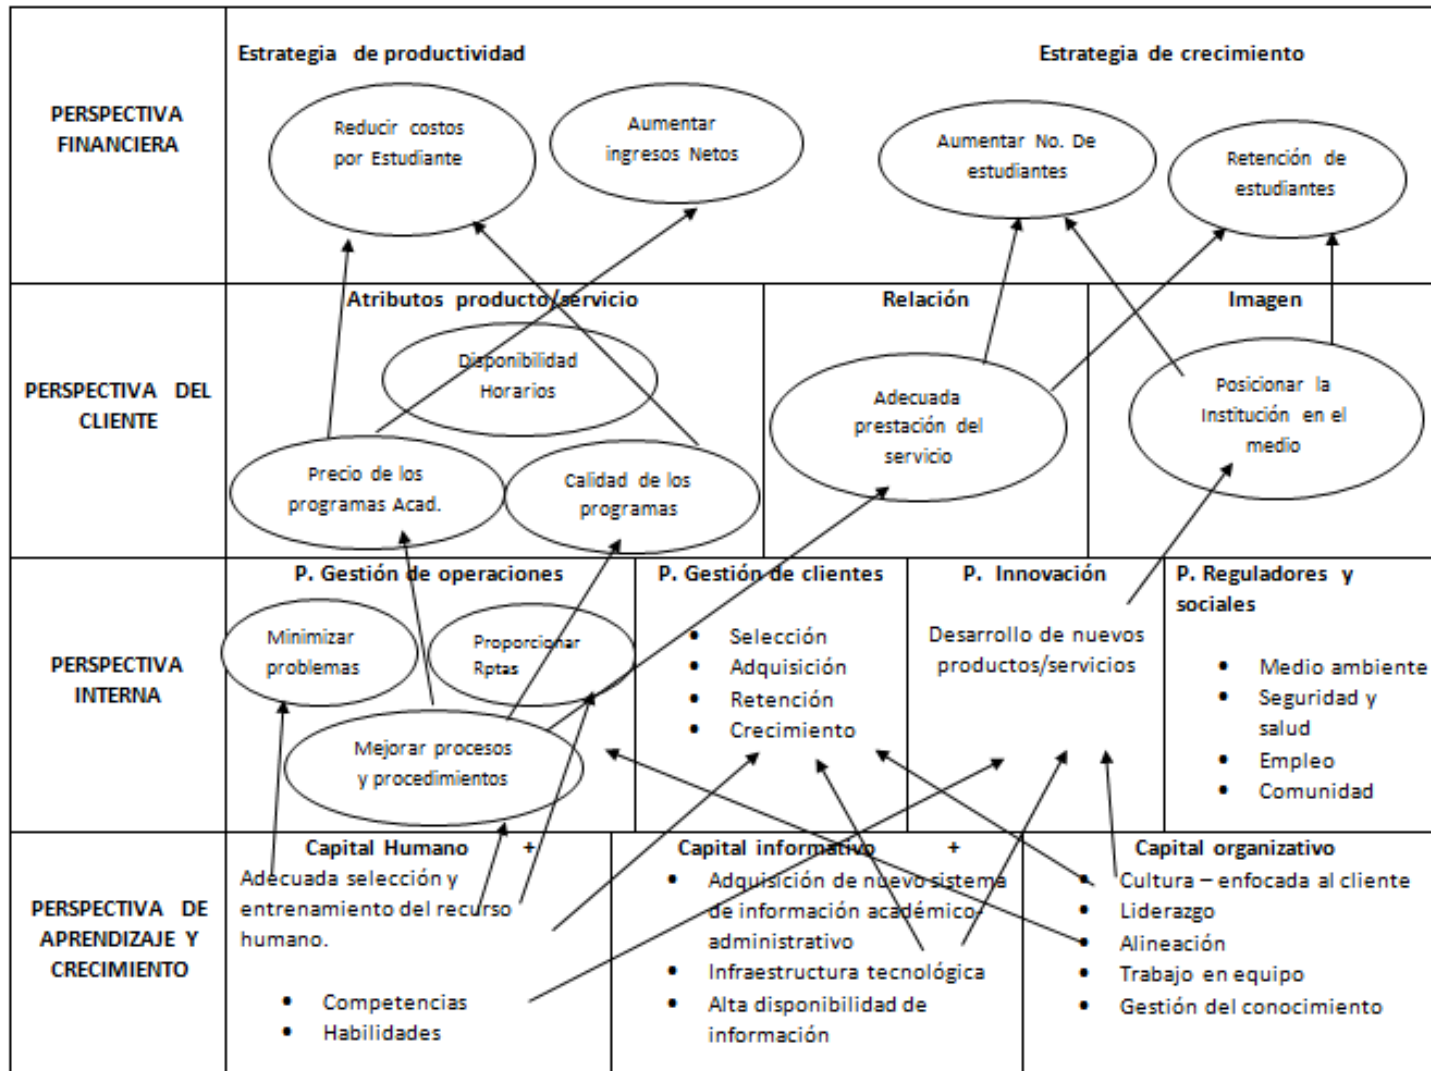 PERSPECTIVA
FINANCIERA
Estrategia de productividad
Estrategia de crecimiento
Reducir costos
por Estudiante
Aumentar
ingresos Netos
Aumentar No. De
estudiantes
Retención de
estudiantes
PERSPECTIVA DEL
CLIENTE
Atributos producto/servicio
Relación
Imagen
Disponibilidad
Horarios
Precio de los
programas Acad.
Calidad de los
programas
Adecuada
prestación del
servicio
Posicionar la
Institución en el
medio
PERSPECTIVA
INTERNA
P. Gestión de operaciones
P. Gestión de clientes
P. Innovación
P. Reguladores y
sociales
Minimizar
problemas
Proporcionar
Rptas
Mejorar procesos
y procedimientos
• Selección
• Adquisición
• Retención
• Crecimiento
Desarrollo de nuevos
productos/servicios
• Medio ambiente
• Seguridad y
salud
• Empleo
• Comunidad
PERSPECTIVA DE
APRENDIZAJE Y
CRECIMIENTO
Capital Humano +
Adecuada selección y
entrenamiento del recurso
humano.
• Competencias
• Habilidades
Capital informativo +
• Adquisición de nuevo sistema
de información académico-
administrativo
• Infraestructura tecnológica
• Alta disponibilidad de
información
Capital organizativo
• Cultura – enfocada al cliente
• Liderazgo
• Alineación
• Trabajo en equipo
• Gestión del conocimiento